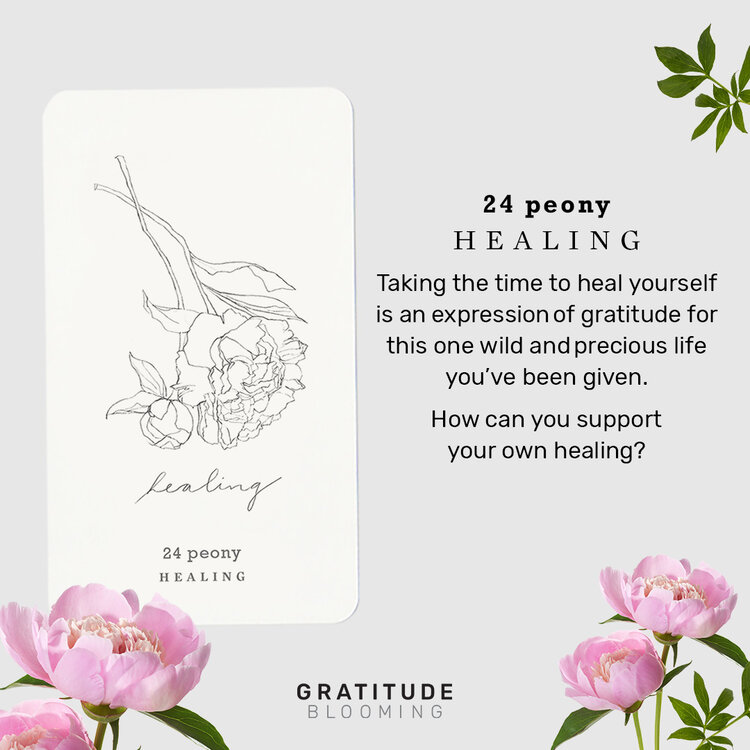 healing
24 peony
HEALING
24 peony
HEALING
Taking the time to heal yourself
is an expression of gratitude for
this one wild and precious life
you’ve been given.
How can you support
your own healing?
GRATITUDE
BLOOMING